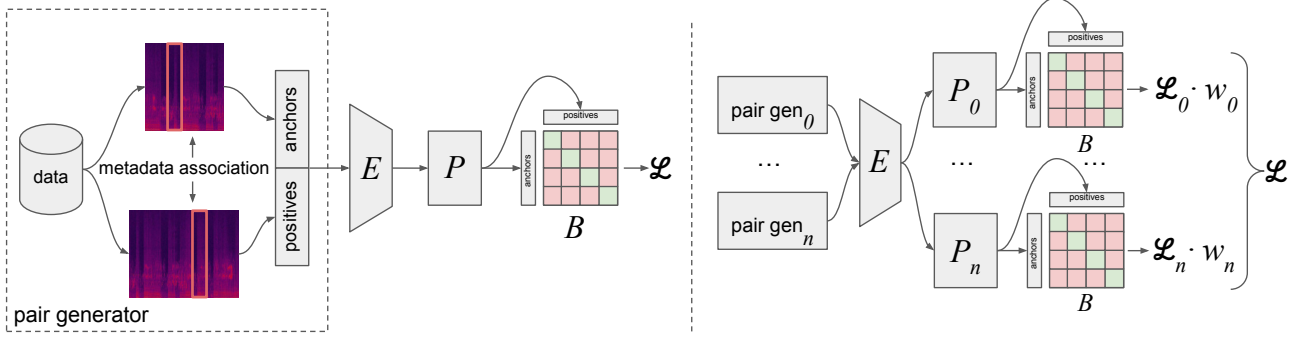 data
metadata association
anchors
positives
pair generator
E
P
positives
anchors
B
ℒ
pair gen0
...
pair genn
E
P0
positives
anchors
B
ℒ0 · w0
...
...
Pn
positives
anchors
B
ℒn · wn
ℒ